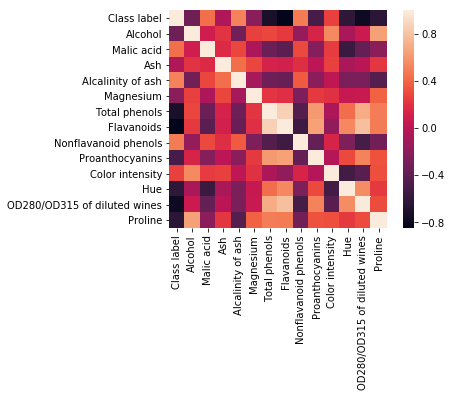 Class label
Alcohol
Malic acid
Ash
Alcalinity of ash
Magnesium
Total phenols
Flavanoids
Nonflavanoid phenols
Proanthocyanins
Color intensity
Hue
OD280/OD315 of diluted wines
Proline
Class label
Alcohol
Malic acid
Ash
Alcalinity of ash
Magnesium
Total phenols
Flavanoids
Nonflavanoid phenols
Proanthocyanins
Color intensity
Hue
OD280/OD315 of diluted wines
Proline
0.8
0.4
0.0
−0.4
−0.8